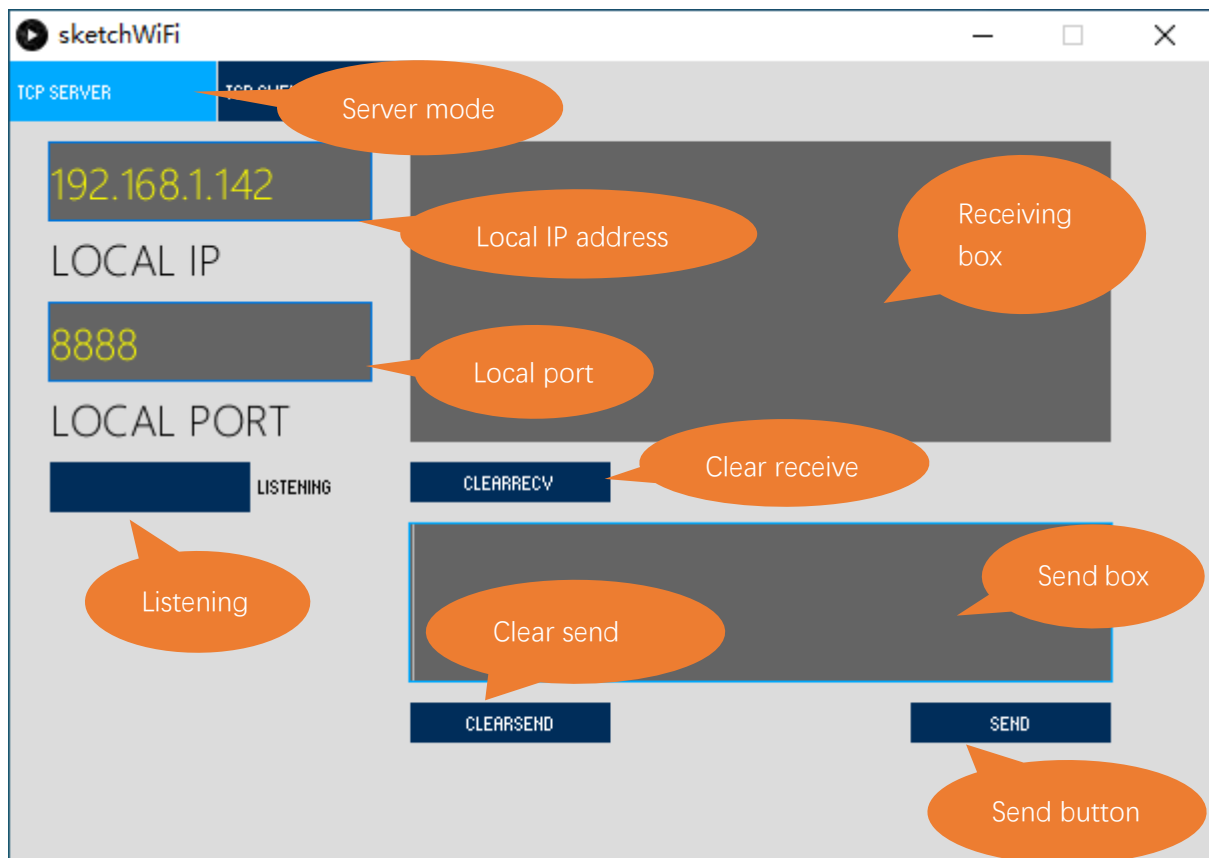 sketchWiFi
TCP SERVER
TCP
Server mode
192.168.1.142
Local IP address
Receiving
box
LOCAL IP
8888
Local port
LOCAL PORT
Clear receive
LISTENING
CLEARRECV
Listening
Send box
Clear send
CLEARSEND
SEND
Send button